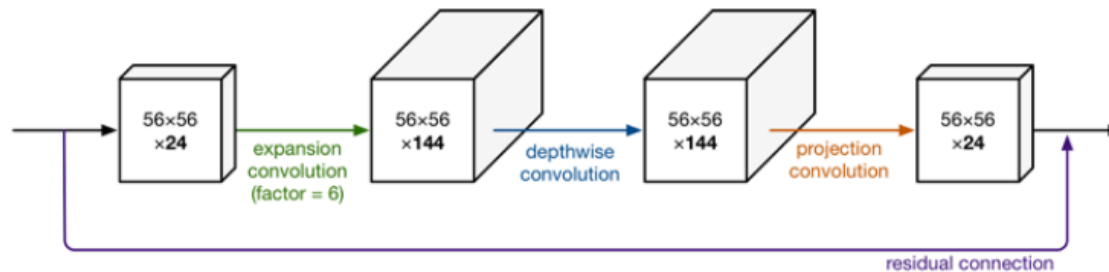 56×56
×24
expansion
convolution
(factor = 6)
56×56
×144
depthwise
convolution
56×56
×144
projection
convolution
56×56
×24
residual connection